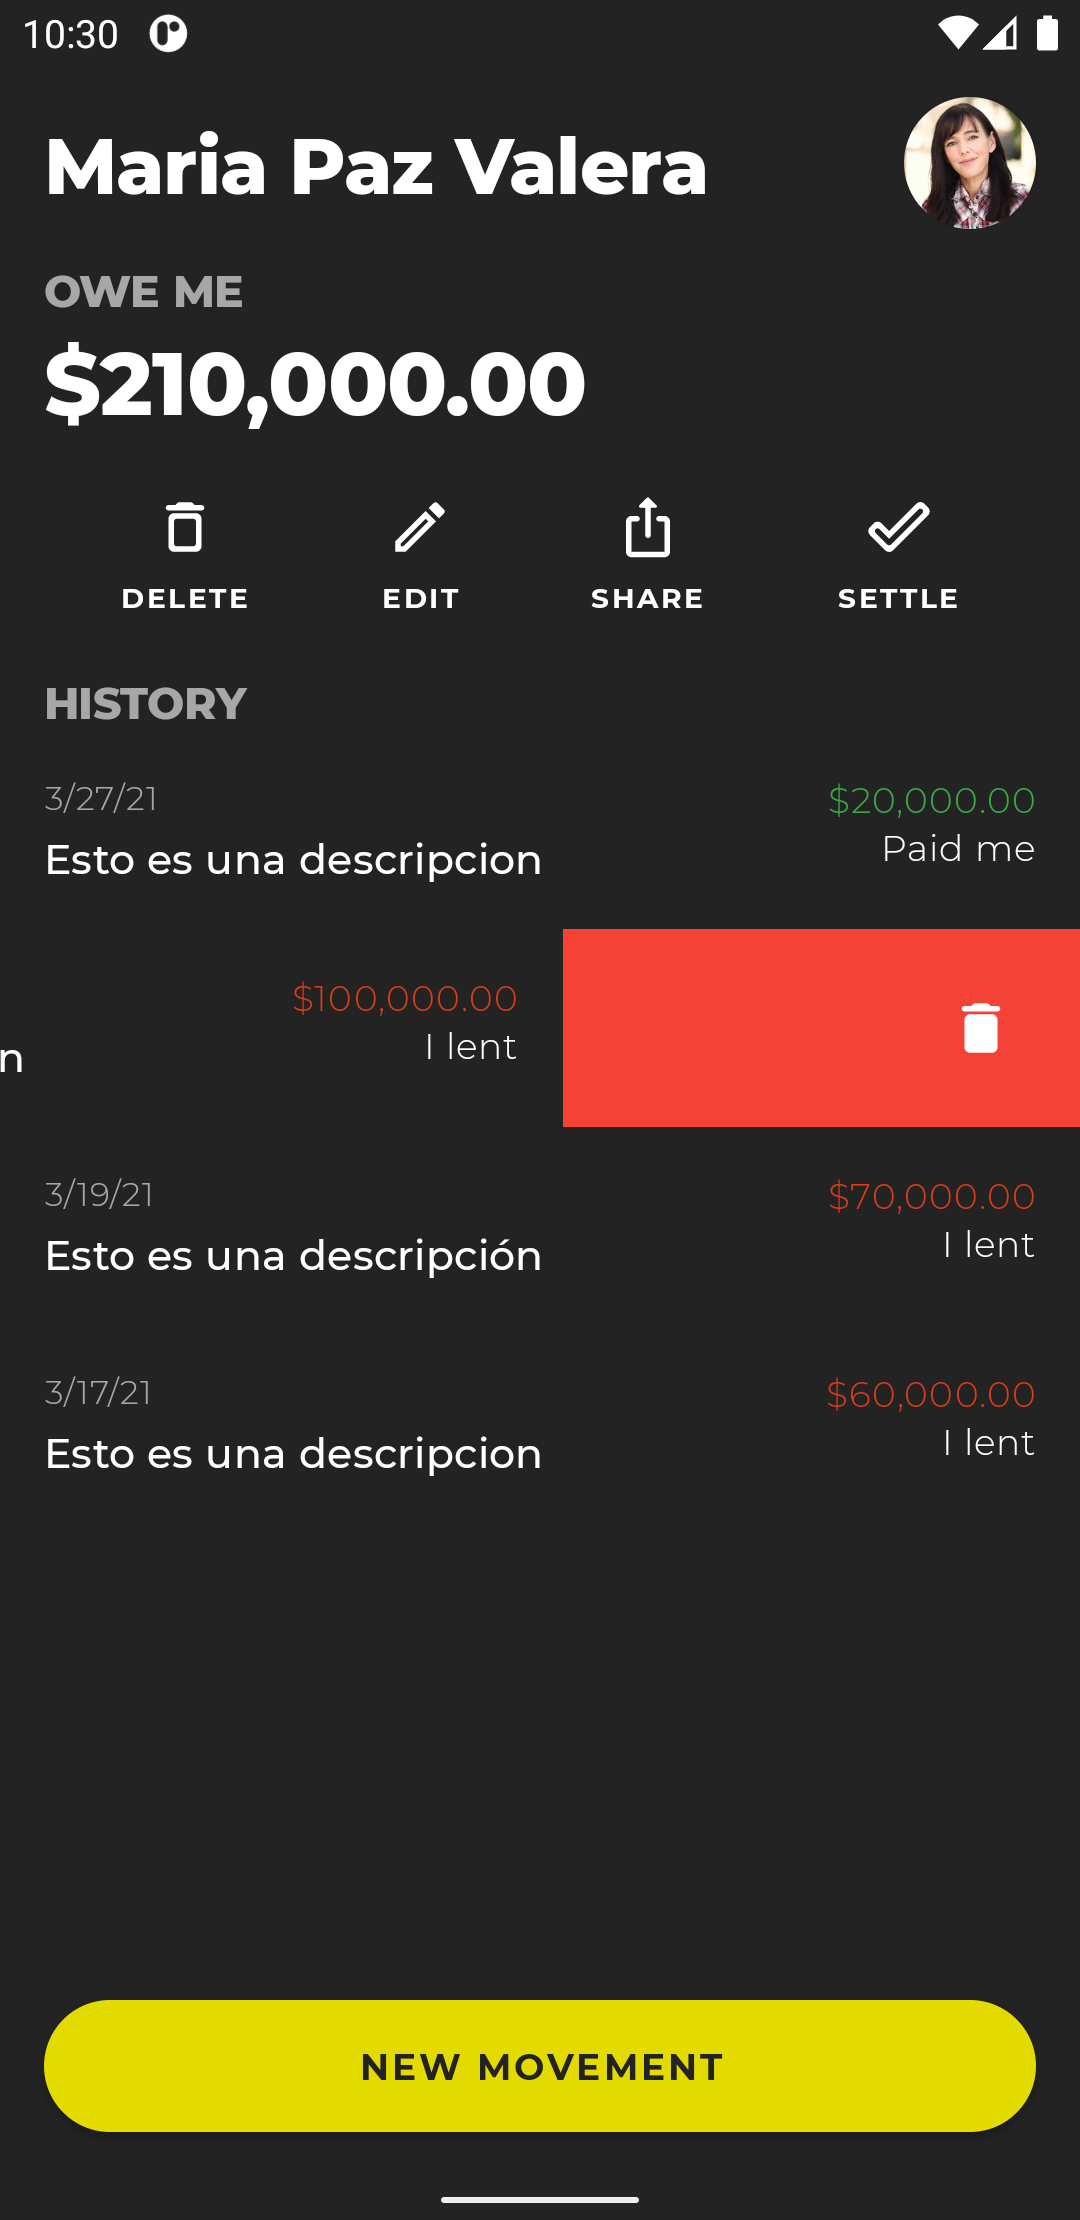 10:30
Maria Paz Valera
OWE ME
$210,000.00
DELETE EDIT SHARE SETTLE
HISTORY
3/27/21 $20,000.00
Esto es una descripcion Paid me
$100,000.00
n I lent
3/19/21 $70,000.00
Esto es una descripción I lent
3/17/21 $60,000.00
Esto es una descripcion I lent
NEW MOVEMENT